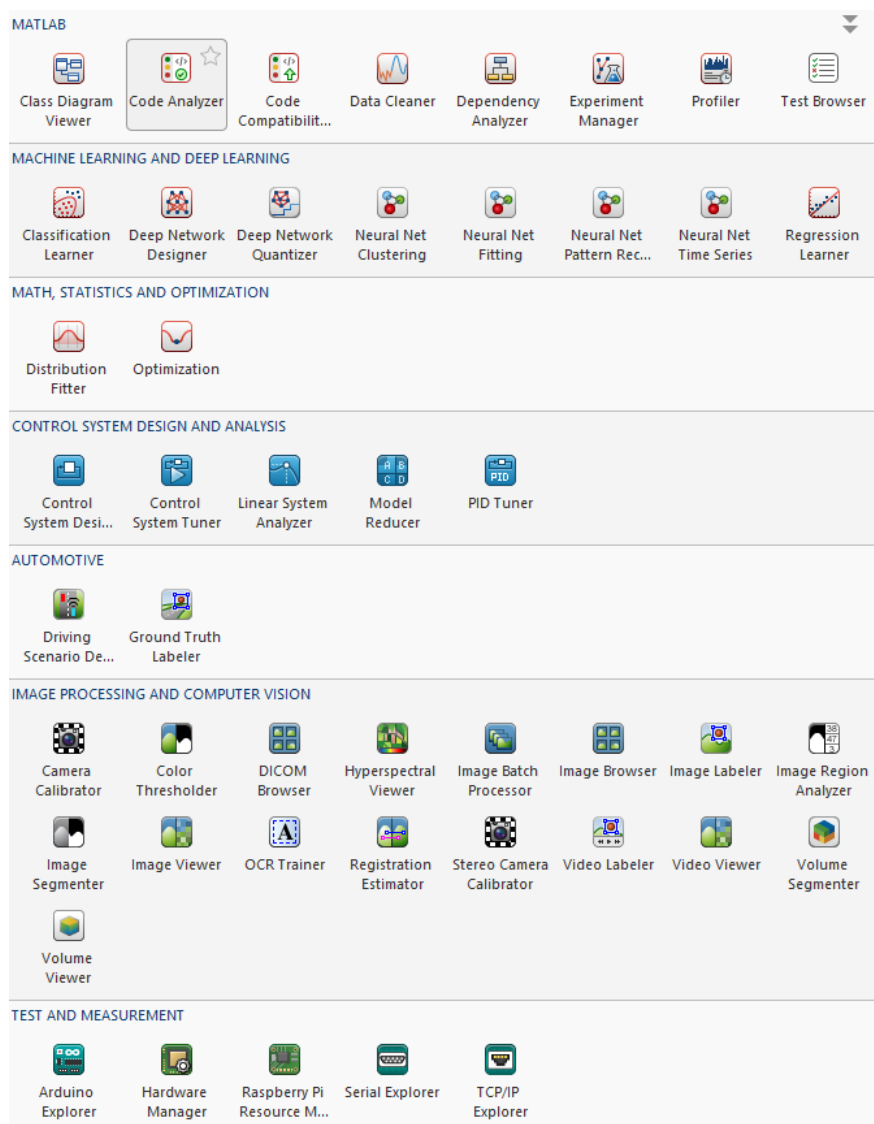 MATLAB
Class Diagram Code Analyzer Code Data Cleaner Dependency Experiment Profiler Test Browser
Viewer Compatibilit... Analyzer Manager
MACHINE LEARNING AND DEEP LEARNING
Classification Deep Network Deep Network Neural Net Neural Net Neural Net Neural Net Regression
Learner Designer Quantizer Clustering Fitting Pattern Rec... Time Series Learner
MATH, STATISTICS AND OPTIMIZATION
Distribution Optimization
Fitter
CONTROL SYSTEM DESIGN AND ANALYSIS
A B
C D
PID
Control Control Linear System Model PID Tuner
System Desi... System Tuner Analyzer Reducer
AUTOMOTIVE
Driving Ground Truth
Scenario De... Labeler
IMAGE PROCESSING AND COMPUTER VISION
38
47
3
Camera Color DICOM Hyperspectral Image Batch Image Browser Image Labeler Image Region
Calibrator Thresholder Browser Viewer Processor Analyzer
A
Image Image Viewer OCR Trainer Registration Stereo Camera Video Labeler Video Viewer Volume
Segmenter Estimator Calibrator Segmenter
Volume
Viewer
TEST AND MEASUREMENT
Arduino Hardware Raspberry Pi Serial Explorer TCP/IP
Explorer Manager Resource M... Explorer